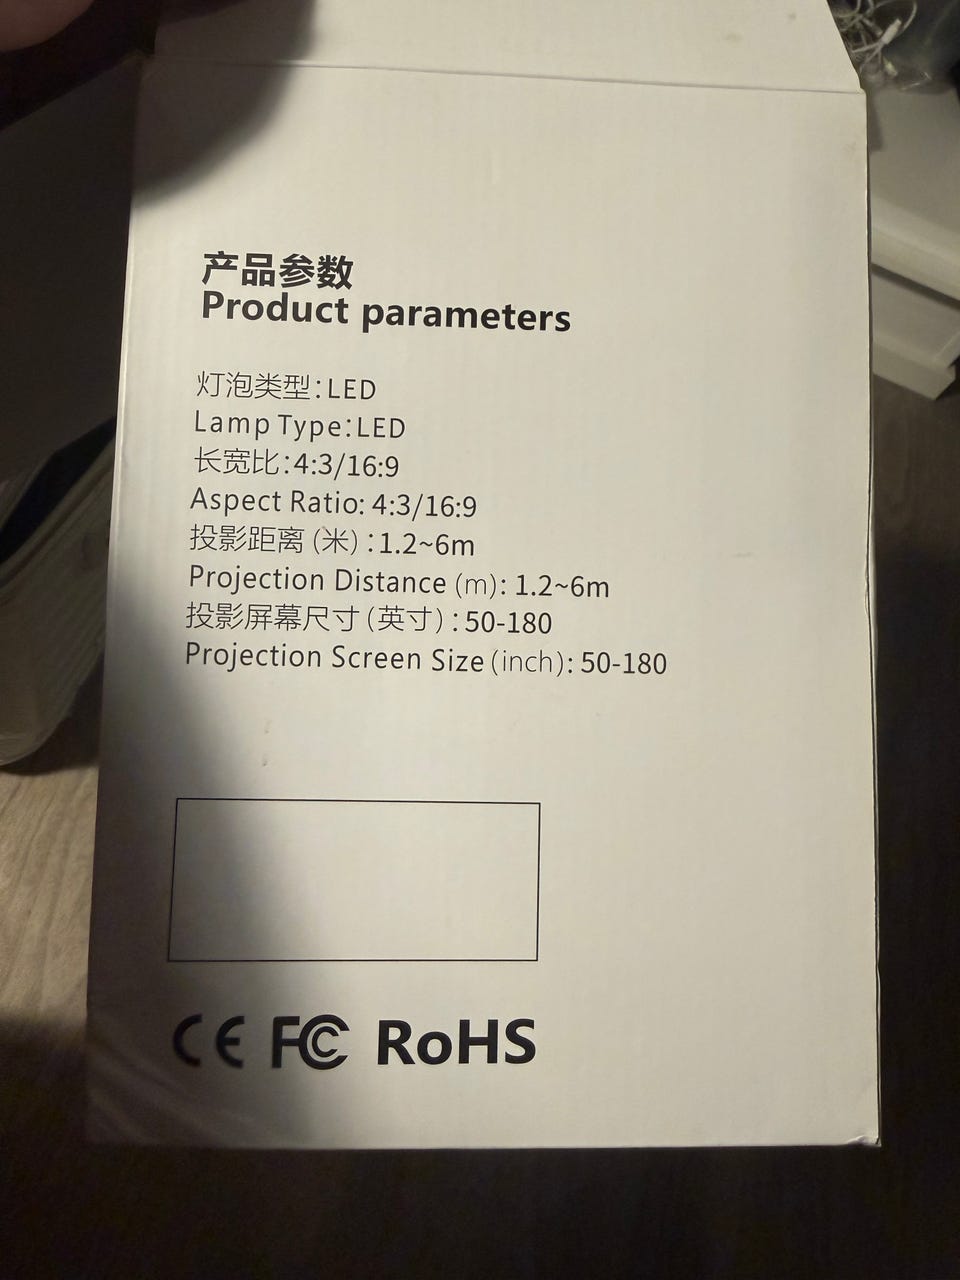 产品参数
Product parameters
灯泡类型:LED
Lamp Type:LED
长宽比:4:3/16:9
Aspect Ratio: 4:3/16:9
投影距离(米):1.2~6m
Projection Distance (m): 1.2~6m
投影屏幕尺寸(英寸):50-180
Projection Screen Size (inch): 50-180
CE FC RoHS